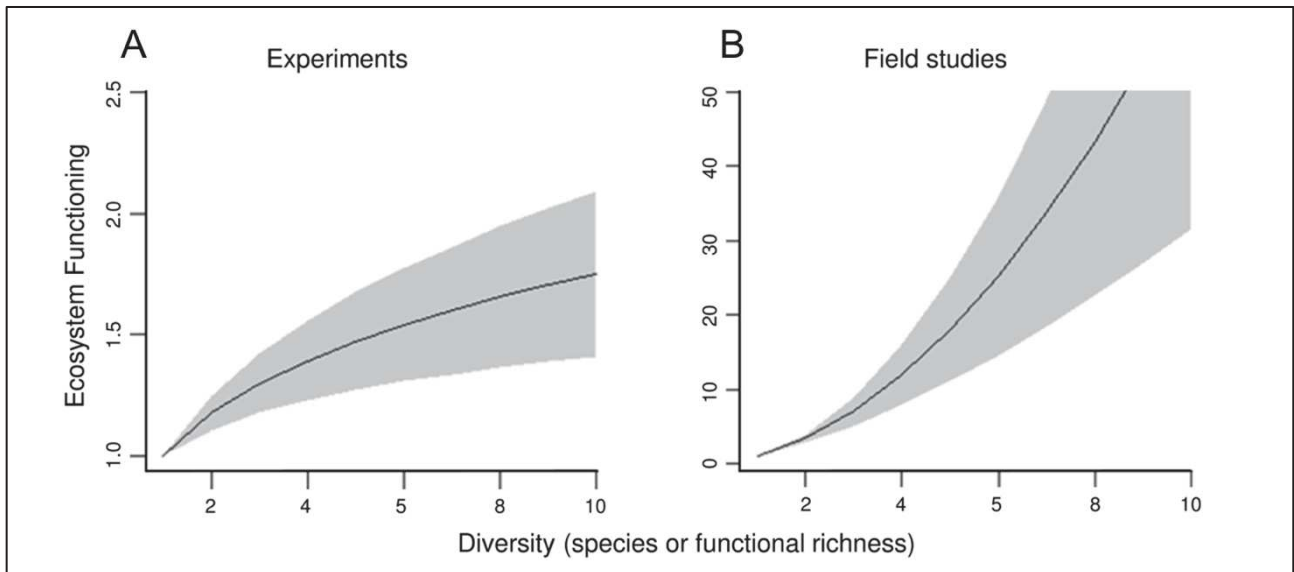 A
Experiments
Ecosystem Functioning
2.5
2.0
1.5
1.0
2 4 5 8 10
B
Field studies
50
40
30
20
10
0
2 4 5 8 10
Diversity (species or functional richness)